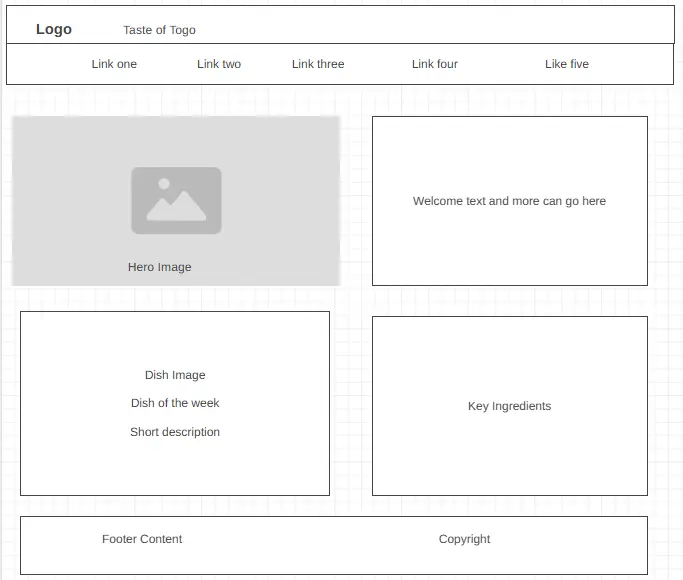 Logo Taste of Togo
Link one Link two Link three Link four Like five
Hero Image
Welcome text and more can go here
Dish Image
Dish of the week
Short description
Key Ingredients
Footer Content Copyright